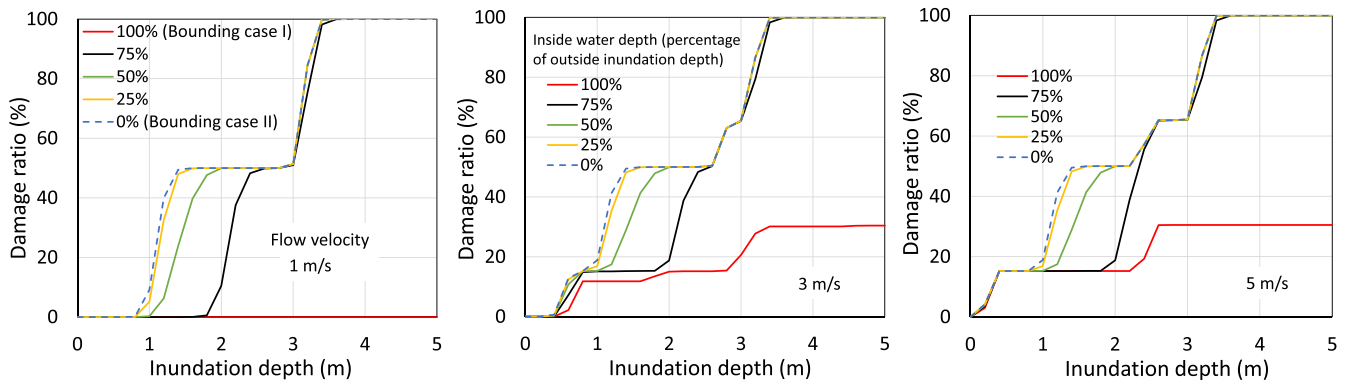 100
80
60
40
20
0
Damage ratio (%)
100% (Bounding case I)
75%
50%
25%
0% (Bounding case II)
Flow velocity
1 m/s
0 1 2 3 4 5
Inundation depth (m)
100
80
60
40
20
0
Damage ratio (%)
Inside water depth (percentage
of outside inundation depth)
100%
75%
50%
25%
0%
3 m/s
0 1 2 3 4 5
Inundation depth (m)
100
80
60
40
20
0
Damage ratio (%)
100%
75%
50%
25%
0%
5 m/s
0 1 2 3 4 5
Inundation depth (m)